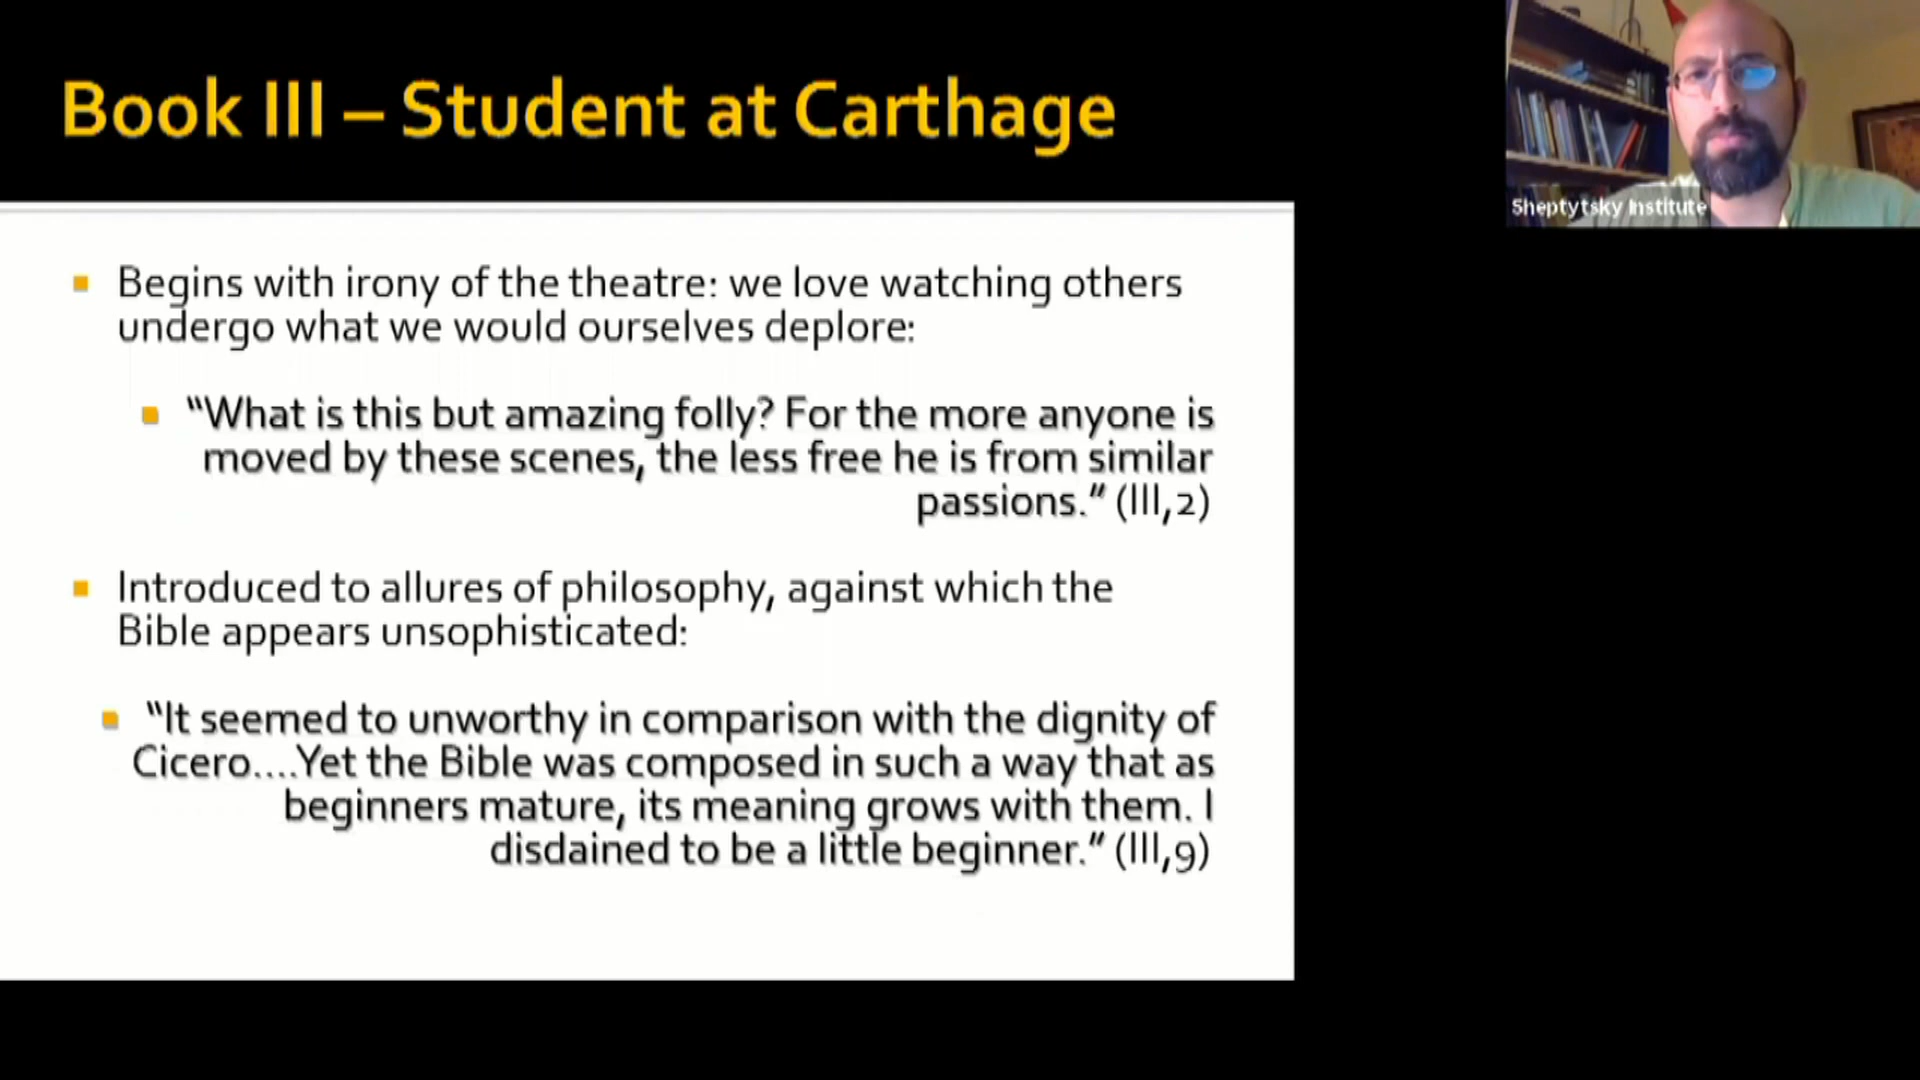 Book III – Student at Carthage
Sheptytsky Institute
Begins with irony of the theatre: we love watching others
undergo what we would ourselves deplore:
“What is this but amazing folly? For the more anyone is
moved by these scenes, the less free he is from similar
passions.” (III,2)
Introduced to allures of philosophy, against which the
Bible appears unsophisticated:
“It seemed to unworthy in comparison with the dignity of
Cicero....Yet the Bible was composed in such a way that as
beginners mature, its meaning grows with them. I
disdained to be a little beginner.” (III,9)